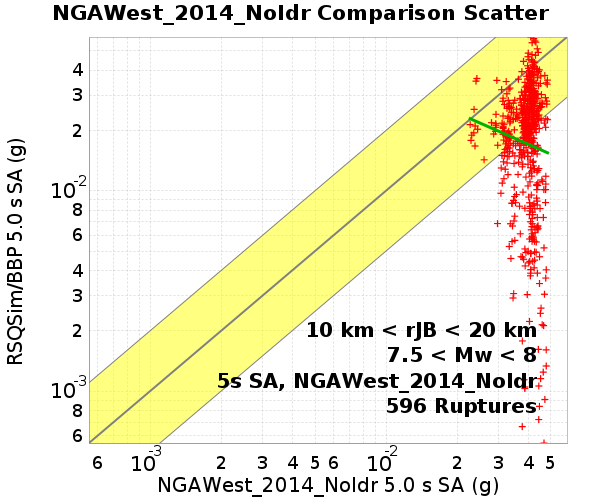 NGAWest_2014_NoIdr Comparison Scatter
RSQSim/BBP 5.0 s SA (g)
4
3
2
10-2
8
6
4
3
2
10-3
8
6
10 km < rJB < 20 km
7.5 < Mw < 8
5s SA, NGAWest_2014_NoIdr
596 Ruptures
6 10-3 2 3 4 5 6 10-2 2 3 4 5
NGAWest_2014_NoIdr 5.0 s SA (g)